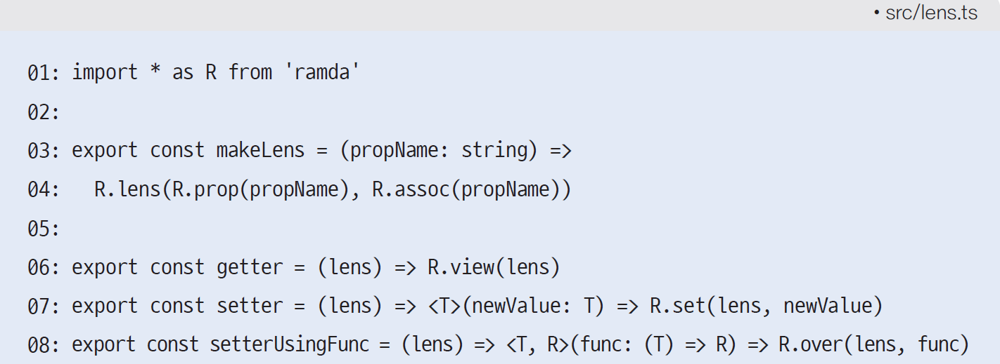 • src/lens.ts
01: import * as R from 'ramda'
02:
03: export const makeLens = (propName: string) =>
04:   R.lens(R.prop(propName), R.assoc(propName))
05:
06: export const getter = (lens) => R.view(lens)
07: export const setter = (lens) => <T>(newValue: T) => R.set(lens, newValue)
08: export const setterUsingFunc = (lens) => <T, R>(func: (T) => R) => R.over(lens, func)